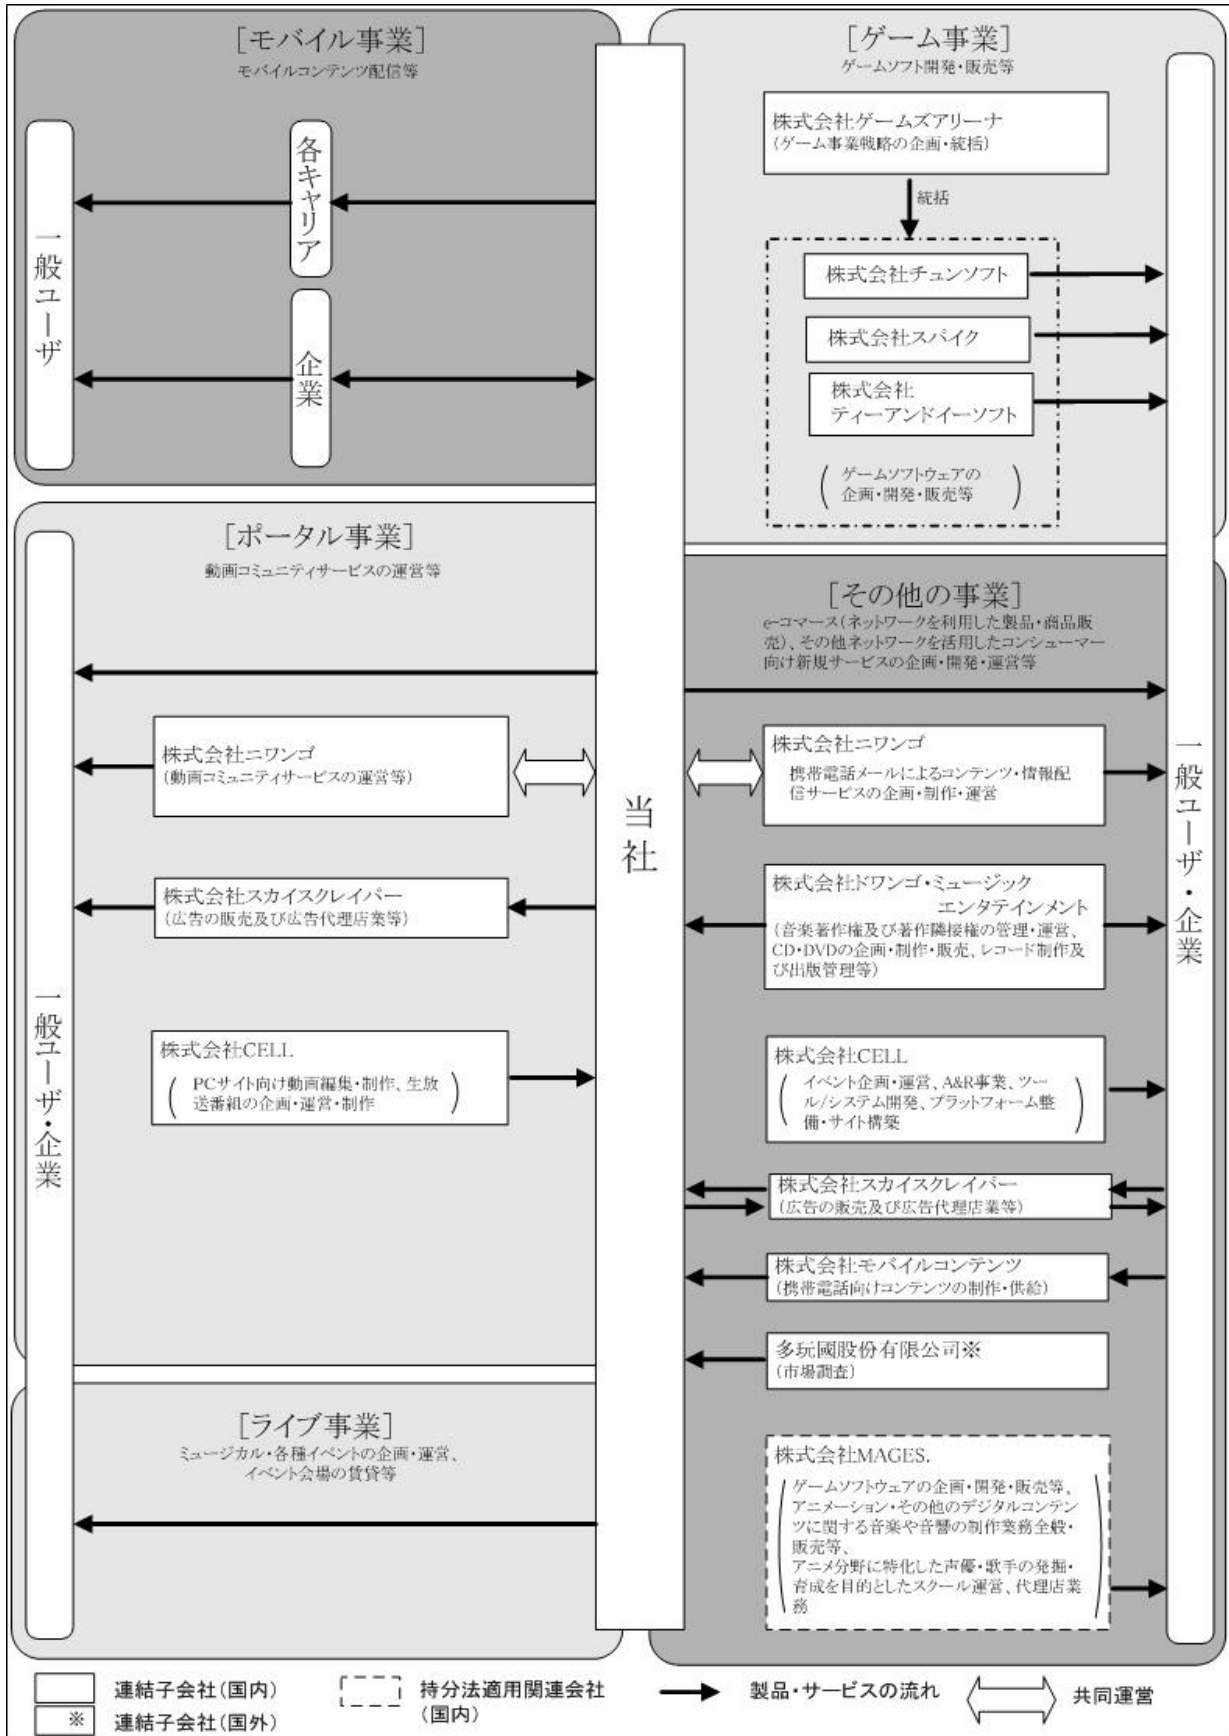 [モバイル事業]
モバイルコンテンツ配信等
一般ユーザ
各キャリア
企業
[ポータル事業]
動画コミュニティサービスの運営等
株式会社ニワンゴ
(動画コミュニティサービスの運営等)
株式会社スカイスクレイパー
(広告の販売及び広告代理店業等)
株式会社CELL
PCサイト向け動画編集・制作、生放
送番組の企画・運営・制作
一般ユーザ・企業
[ライブ事業]
ミュージカル・各種イベントの企画・運営、
イベント会場の賃貸等
当社
[ゲーム事業]
ゲームソフト開発・販売等
株式会社ゲームズアリーナ
(ゲーム事業戦略の企画・統括)
統括
株式会社チュンソフト
株式会社スパイク
株式会社
ティーアンドイーソフト
(ゲームソフトウェアの
企画・開発・販売等)
[その他の事業]
e-コマース(ネットワークを利用した製品・商品販
売)、その他ネットワークを活用したコンシューマー
向け新規サービスの企画・開発・運営等
株式会社ニワンゴ
携帯電話メールによるコンテンツ・情報配
信サービスの企画・制作・運営
株式会社ドワンゴ・ミュージック
エンタテインメント
(音楽著作権及び著作隣接権の管理・運営、
CD・DVDの企画・制作・販売、レコード制作及
び出版管理等)
株式会社CELL
(イベント企画・運営、A&R事業、ツー
ル/システム開発、プラットフォーム整
備・サイト構築)
株式会社スカイスクレイパー
(広告の販売及び広告代理店業等)
株式会社モバイルコンテンツ
(携帯電話向けコンテンツの制作・供給)
多玩國股份有限公司※
(市場調査)
株式会社MAGES.
(ゲームソフトウェアの企画・開発・販売等、
アニメーション・その他のデジタルコンテン
ツに関する音楽や音響の制作業務全般・
販売等、
アニメ分野に特化した声優・歌手の発掘・
育成を目的としたスクール運営、代理店業
務)
一般ユーザ・企業
連結子会社(国内)
※ 連結子会社(国外)
持分法適用関連会社
(国内)
製品・サービスの流れ
共同運営